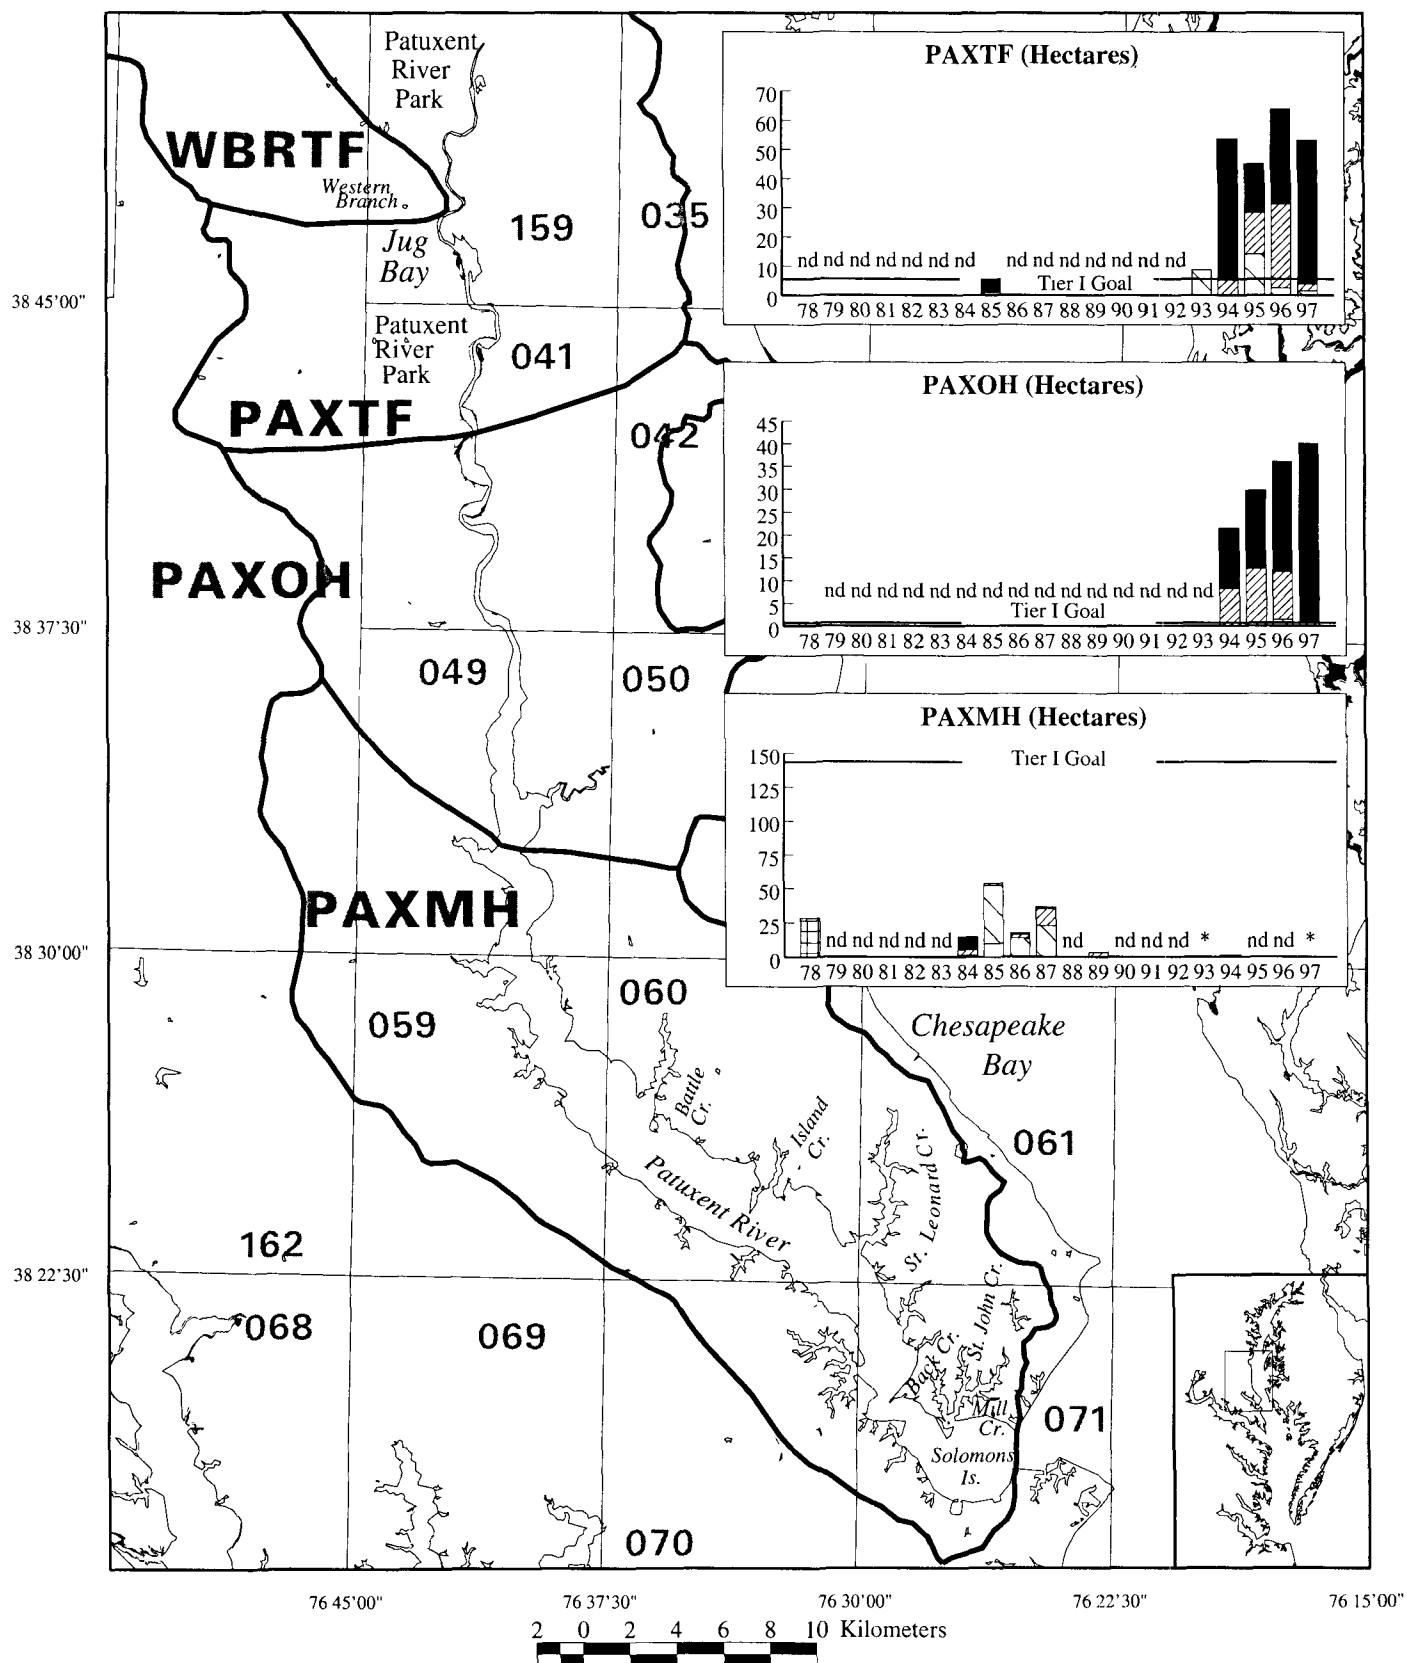 Patuxent
River
Park
WBRTF
Western
Branch
Jug
Bay
159
035
38 45'00"
Patuxent
River
Park
041
PAXTF
042
PAXOH
38 37'30"
049
050
PAXMH
38 30'00"
059
060
Chesapeake
Bay
Battle
Cr.
Island
Cr.
061
St. Leonard Cr.
Patuxent River
162
38 22'30"
068
069
St. John Cr.
Back Cr.
Mill
Cr.
071
Solomons
Is.
070
PAXTF (Hectares)
70
60
50
40
30
20
10
0
nd nd nd nd nd nd nd nd nd nd nd nd nd nd
Tier I Goal
78 79 80 81 82 83 84 85 86 87 88 89 90 91 92 93 94 95 96 97
PAXOH (Hectares)
45
40
35
30
25
20
15
10
5
0
nd nd nd nd nd nd nd nd nd nd nd nd nd nd nd
Tier I Goal
78 79 80 81 82 83 84 85 86 87 88 89 90 91 92 93 94 95 96 97
PAXMH (Hectares)
150
125
100
75
50
25
0
Tier I Goal
nd nd nd nd nd nd nd nd nd * nd nd *
78 79 80 81 82 83 84 85 86 87 88 89 90 91 92 93 94 95 96 97
76 45'00" 76 37'30" 76 30'00" 76 22'30" 76 15'00"
2 0 2 4 6 8 10 Kilometers